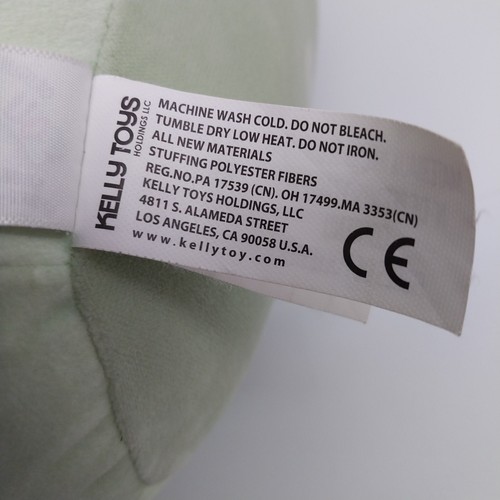 KELLY TOYS
HOLDINGS LLC
MACHINE WASH COLD. DO NOT BLEACH.
TUMBLE DRY LOW HEAT. DO NOT IRON.
ALL NEW MATERIALS
STUFFING POLYESTER FIBERS
REG.NO.PA 17539 (CN). OH 17499.MA 3353(CN)
KELLY TOYS HOLDINGS, LLC
4811 S. ALAMEDA STREET
LOS ANGELES, CA 90058 U.S.A.
www.kellytoy.com
CE